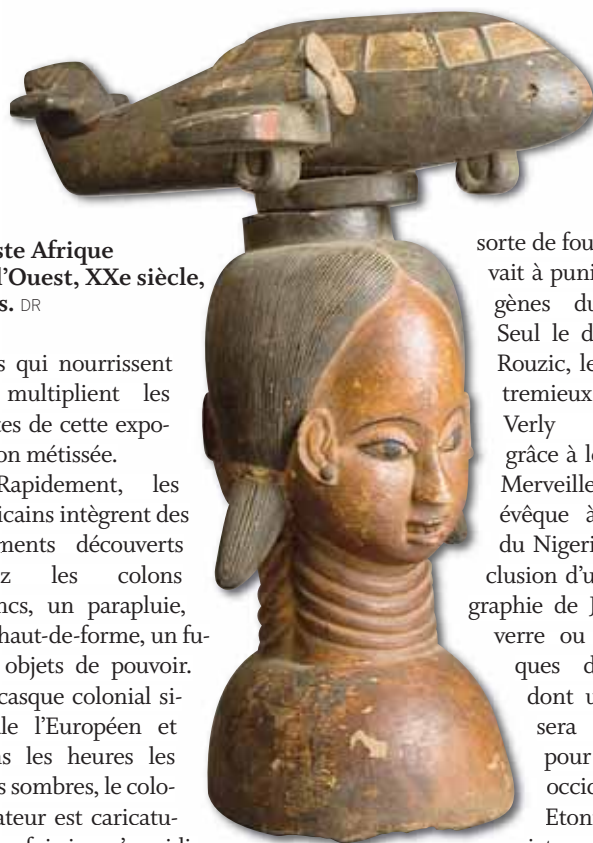 777
ste Afrique
l'Ouest, XXe siècle,
s. DR
s qui nourrissent
multiplient les
tes de cette expo-
on métissée.
Rapidement, les
icains intègrent des
ments découverts
z les colons
ncs, un parapluie,
haut-de-forme, un fu-
objets de pouvoir.
casque colonial si-
le l'Européen et
ns les heures les
s sombres, le colo-
ateur est caricatu-
sorte de fou
vait à puni
gènes du
Seul le d
Rouzic, le
tremieux
Verly
grâce à le
Merveille
évêque à
du Nigeri
clusion d'u
graphie de J
verre ou
ques d
dont u
sera
pour
occid
Eton